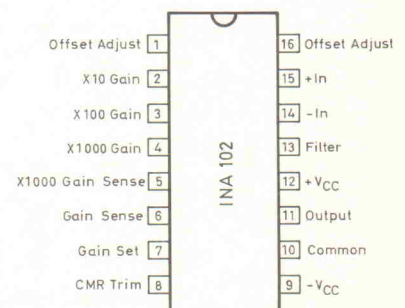 Offset Adjust 1
X10 Gain 2
X100 Gain 3
X1000 Gain 4
X1000 Gain Sense 5
Gain Sense 6
Gain Set 7
CMR Trim 8
INA 102
16 Offset Adjust
15 +In
14 -In
13 Filter
12 +VCC
11 Output
10 Common
9 -VCC